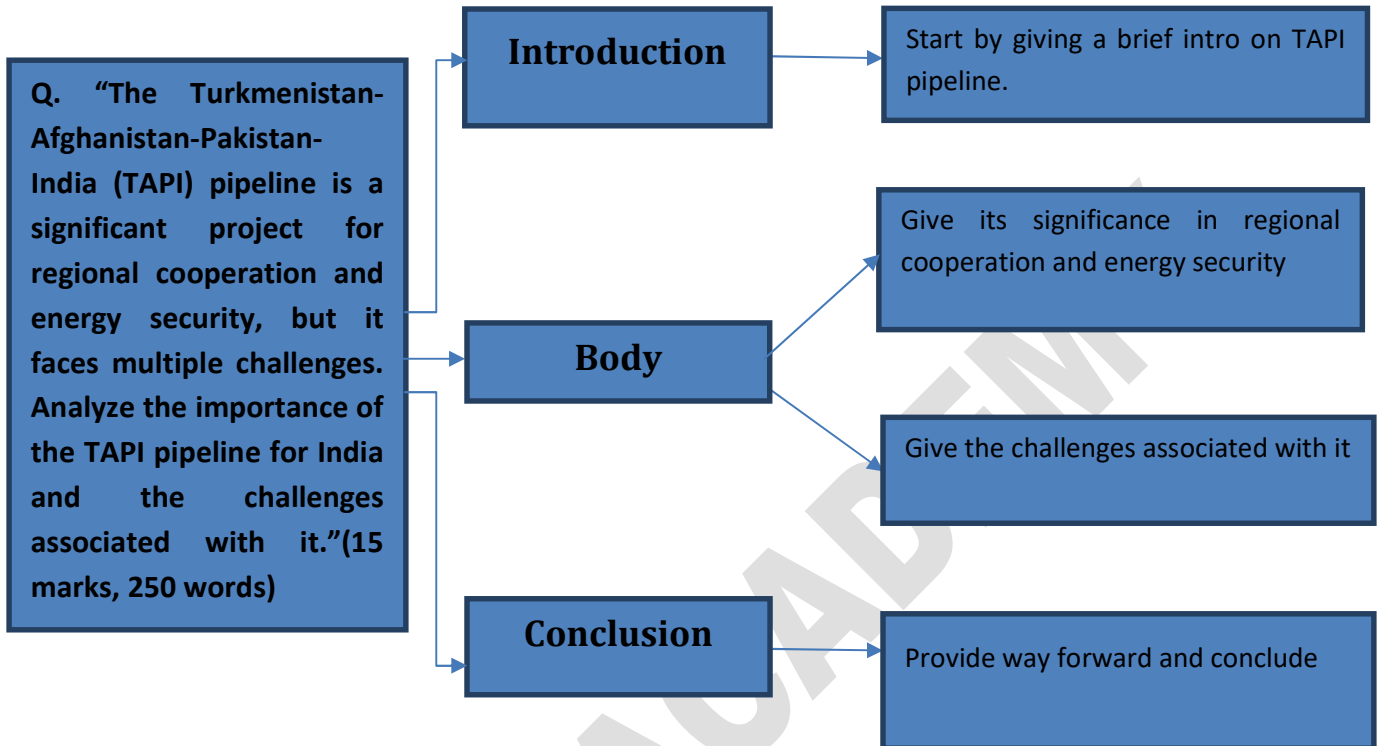 Q. “The Turkmenistan-
Afghanistan-Pakistan-
India (TAPI) pipeline is a
significant project for
regional cooperation and
energy security, but it
faces multiple challenges.
Analyze the importance of
the TAPI pipeline for India
and the challenges
associated with it.”(15
marks, 250 words)
Introduction
Start by giving a brief intro on TAPI
pipeline.
Body
Give its significance in regional
cooperation and energy security
Give the challenges associated with it
Conclusion
Provide way forward and conclude
ACADEMY